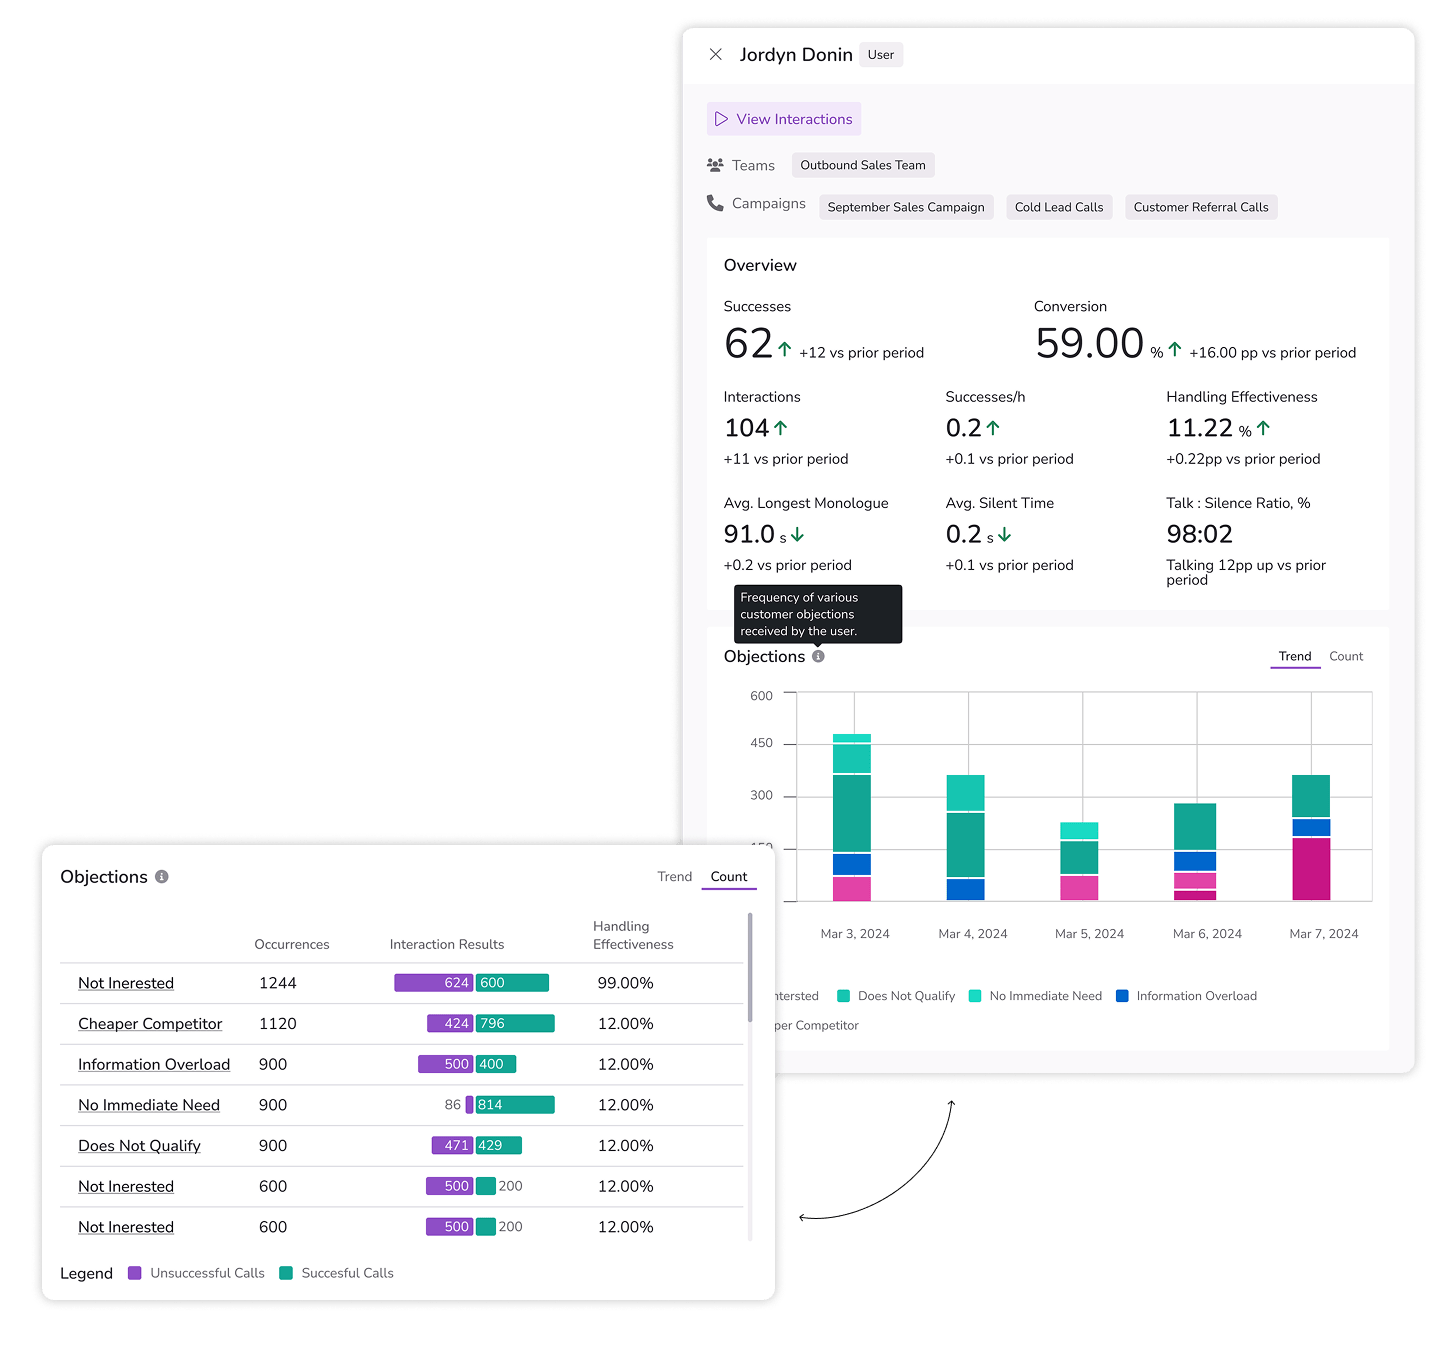 Jordyn Donin User
View Interactions
Teams Outbound Sales Team
Campaigns September Sales Campaign Cold Lead Calls Customer Referral Calls
Overview
Successes Conversion
62 +12 vs prior period 59.00 % +16.00 pp vs prior period
Interactions Successes/h Handling Effectiveness
104 0.2 11.22 %
+11 vs prior period +0.1 vs prior period +0.22pp vs prior period
Avg. Longest Monologue Avg. Silent Time Talk : Silence Ratio, %
91.0 s 0.2 s 98:02
+0.2 vs prior period +0.1 vs prior period Talking 12pp up vs prior
period
Frequency of various
customer objections
received by the user.
Objections Trend Count
600
450
300
Mar 3, 2024 Mar 4, 2024 Mar 5, 2024 Mar 6, 2024 Mar 7, 2024
ntersted Does Not Qualify No Immediate Need Information Overload
per Competitor
Objections Trend Count
Handling
Occurrences Interaction Results Effectiveness
Not Inerested 1244 624 600 99.00%
Cheaper Competitor 1120 424 796 12.00%
Information Overload 900 500 400 12.00%
No Immediate Need 900 86 814 12.00%
Does Not Qualify 900 471 429 12.00%
Not Inerested 600 500 200 12.00%
Not Inerested 600 500 200 12.00%
Legend Unsuccessful Calls Succesful Calls